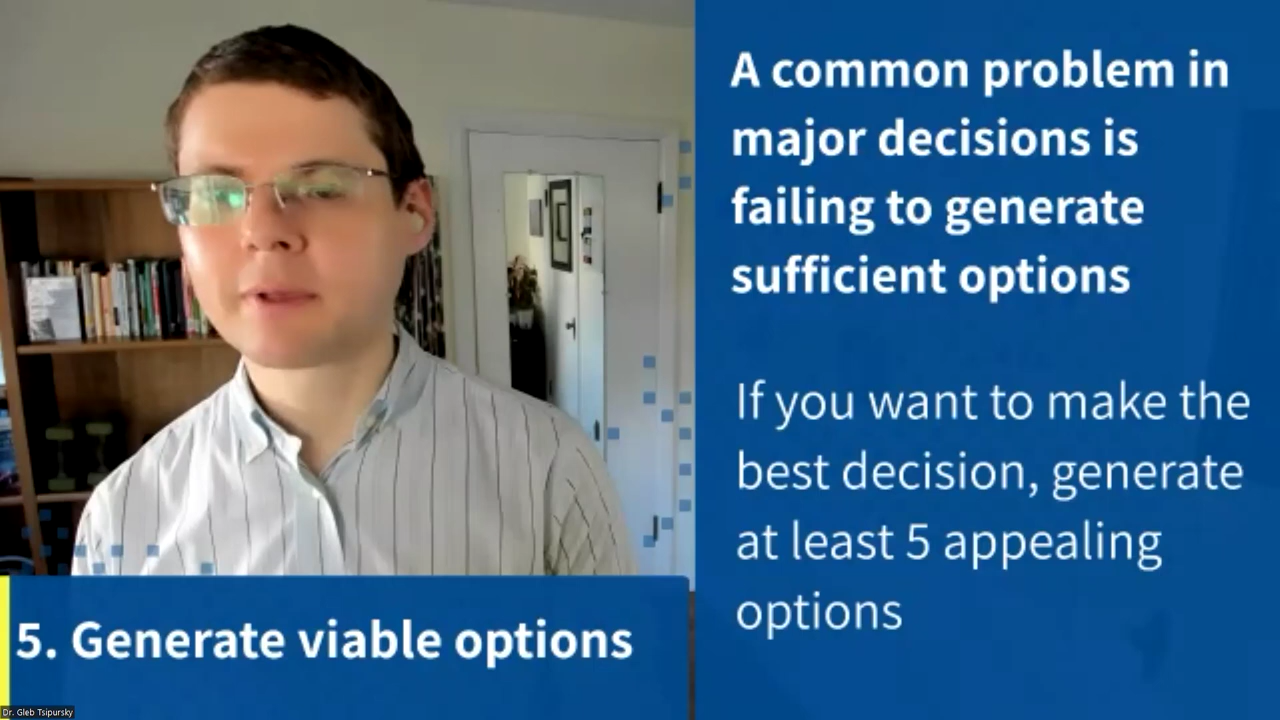 A common problem in
major decisions is
failing to generate
sufficient options
If you want to make the
best decision, generate
at least 5 appealing
options
5. Generate viable options
Dr. Gleb Tsipursky